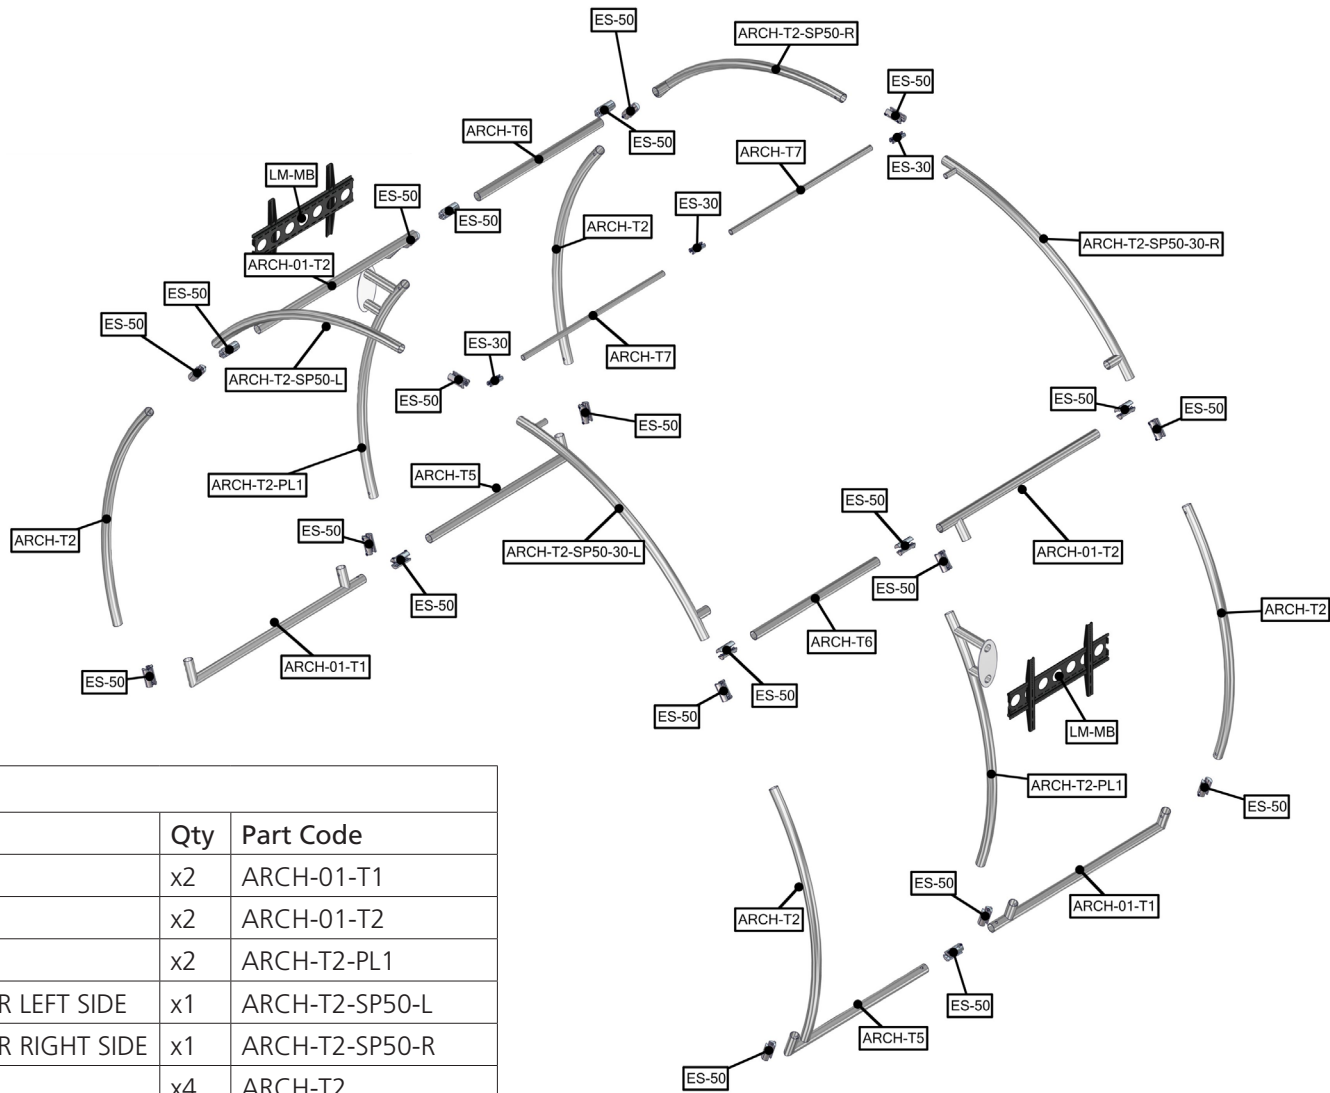 ES-50
ARCH-T2-SP50-R
ES-50
ARCH-T6
ES-50
ARCH-T7
ES-30
LM-MB
ES-50
ES-50
ES-30
ARCH-T2
ARCH-T2-SP50-30-R
ARCH-01-T2
ES-50
ES-50
ES-30
ARCH-T7
ARCH-T2-SP50-L
ES-50
ES-50
ES-50
ES-50
ARCH-T5
ARCH-T2-PL1
ES-50
ES-50
ARCH-T2
ARCH-T2-SP50-30-L
ARCH-01-T2
ES-50
ES-50
ARCH-T2
ARCH-T6
ARCH-01-T1
ES-50
ES-50
ES-50
LM-MB
ARCH-T2-PL1
ES-50
ES-50
ARCH-01-T1
ARCH-T2
ES-50
ARCH-T5
ES-50
Qty Part Code
x2 ARCH-01-T1
x2 ARCH-01-T2
x2 ARCH-T2-PL1
R LEFT SIDE x1 ARCH-T2-SP50-L
R RIGHT SIDE x1 ARCH-T2-SP50-R
x4 ARCH-T2